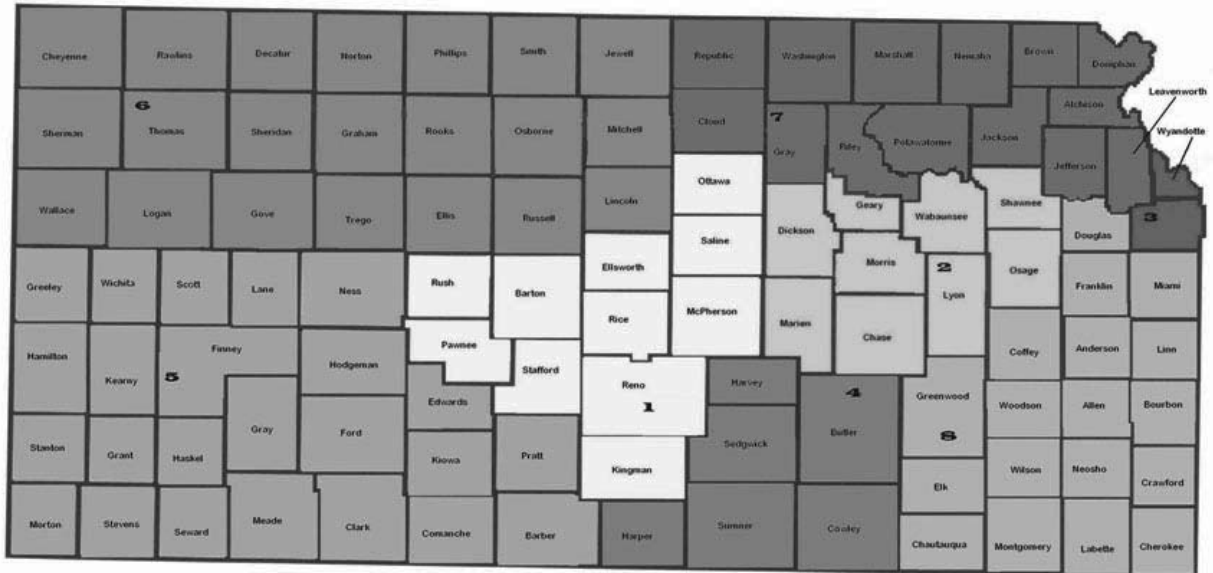 Cheyenne Rawlins Decatur Norton Phillips Smith Jewell Republic Washington Marshall Nemaha Brown Doniphan
Leavenworth
Atchison
Wyandotte
6
Sherman Thomas Sheridan Graham Rooks Osborne Mitchell Cloud
7
Gray Riley Potawatome Jackson
Jefferson
Ottawa
Wallace Logan Gove Trego Ellis Russell Lincoln
Geary Wabaunsee Shawnee
3
Saline Dickson Douglas
Greeley Wichita Scott Lane Ness Rush Barton Ellsworth
Morris
2
Lyon Osage Franklin Miami
Rice McPherson Marien Chase
Hamilton Kearny Finney Hodgeman Pawnee Stafford
5
Coffey Anderson Linn
Reno Harvey
4
1
Edwards
Greenwood Woodson Allen Bourbon
Gray Ford
Butler
Sedgwick
8
Stanton Grant Haskel Kiowa Pratt Kingman
Elk Wilson Neosho Crawford
Morton Stevens Seward Meade Clark Comanche Barber Harper Sumner Cowley Chautauqua Montgomery Labette Cherokee